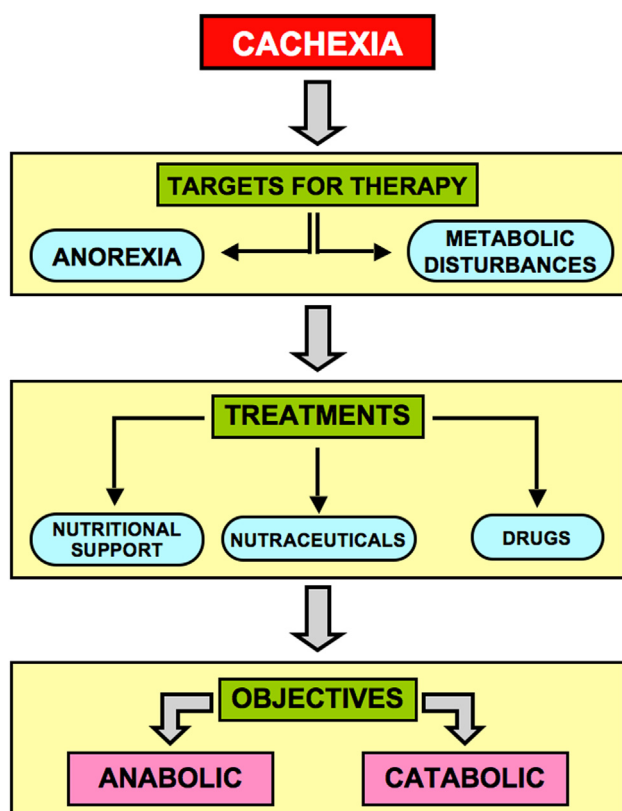 CACHEXIA
TARGETS FOR THERAPY
ANOREXIA
METABOLIC
DISTURBANCES
TREATMENTS
NUTRITIONAL
SUPPORT
NUTRACEUTICALS
DRUGS
OBJECTIVES
ANABOLIC
CATABOLIC